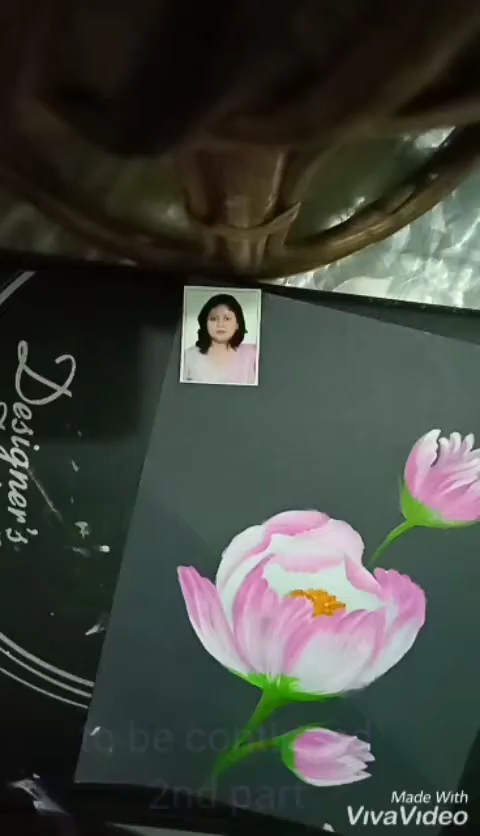 Designer's
to be continued
2nd part
Made With
VivaVideo